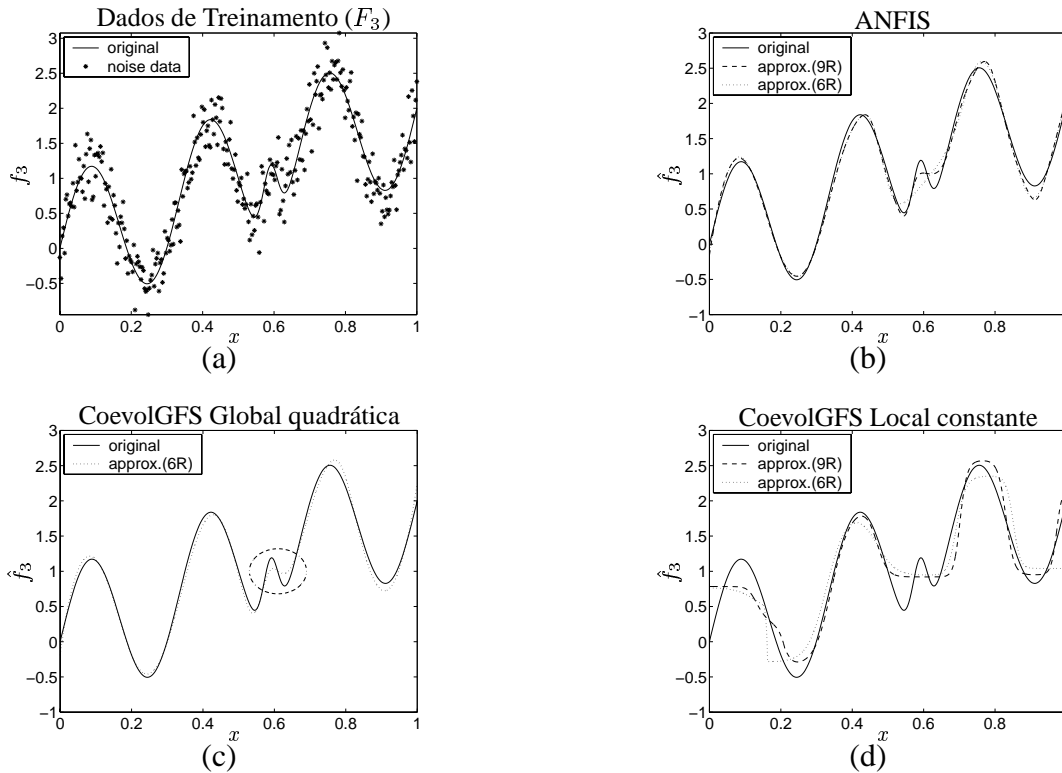 Dados de Treinamento (F₃)
original
noise data
3
2.5
2
1.5
1
0.5
0
−0.5
f₃
0
0.2
0.4
0.6
0.8
1
x
(a)
ANFIS
original
approx.(9R)
approx.(6R)
3
2.5
2
1.5
1
0.5
0
−0.5
−1
f̂₃
0
0.2
0.4
0.6
0.8
x
(b)
CoevolGFS Global quadrática
original
approx.(6R)
3
2.5
2
1.5
1
0.5
0
−0.5
−1
f̂₃
0
0.2
0.4
0.6
0.8
1
x
(c)
CoevolGFS Local constante
original
approx.(9R)
approx.(6R)
3
2.5
2
1.5
1
0.5
0
−0.5
−1
f̂₃
0
0.2
0.4
0.6
0.8
x
(d)